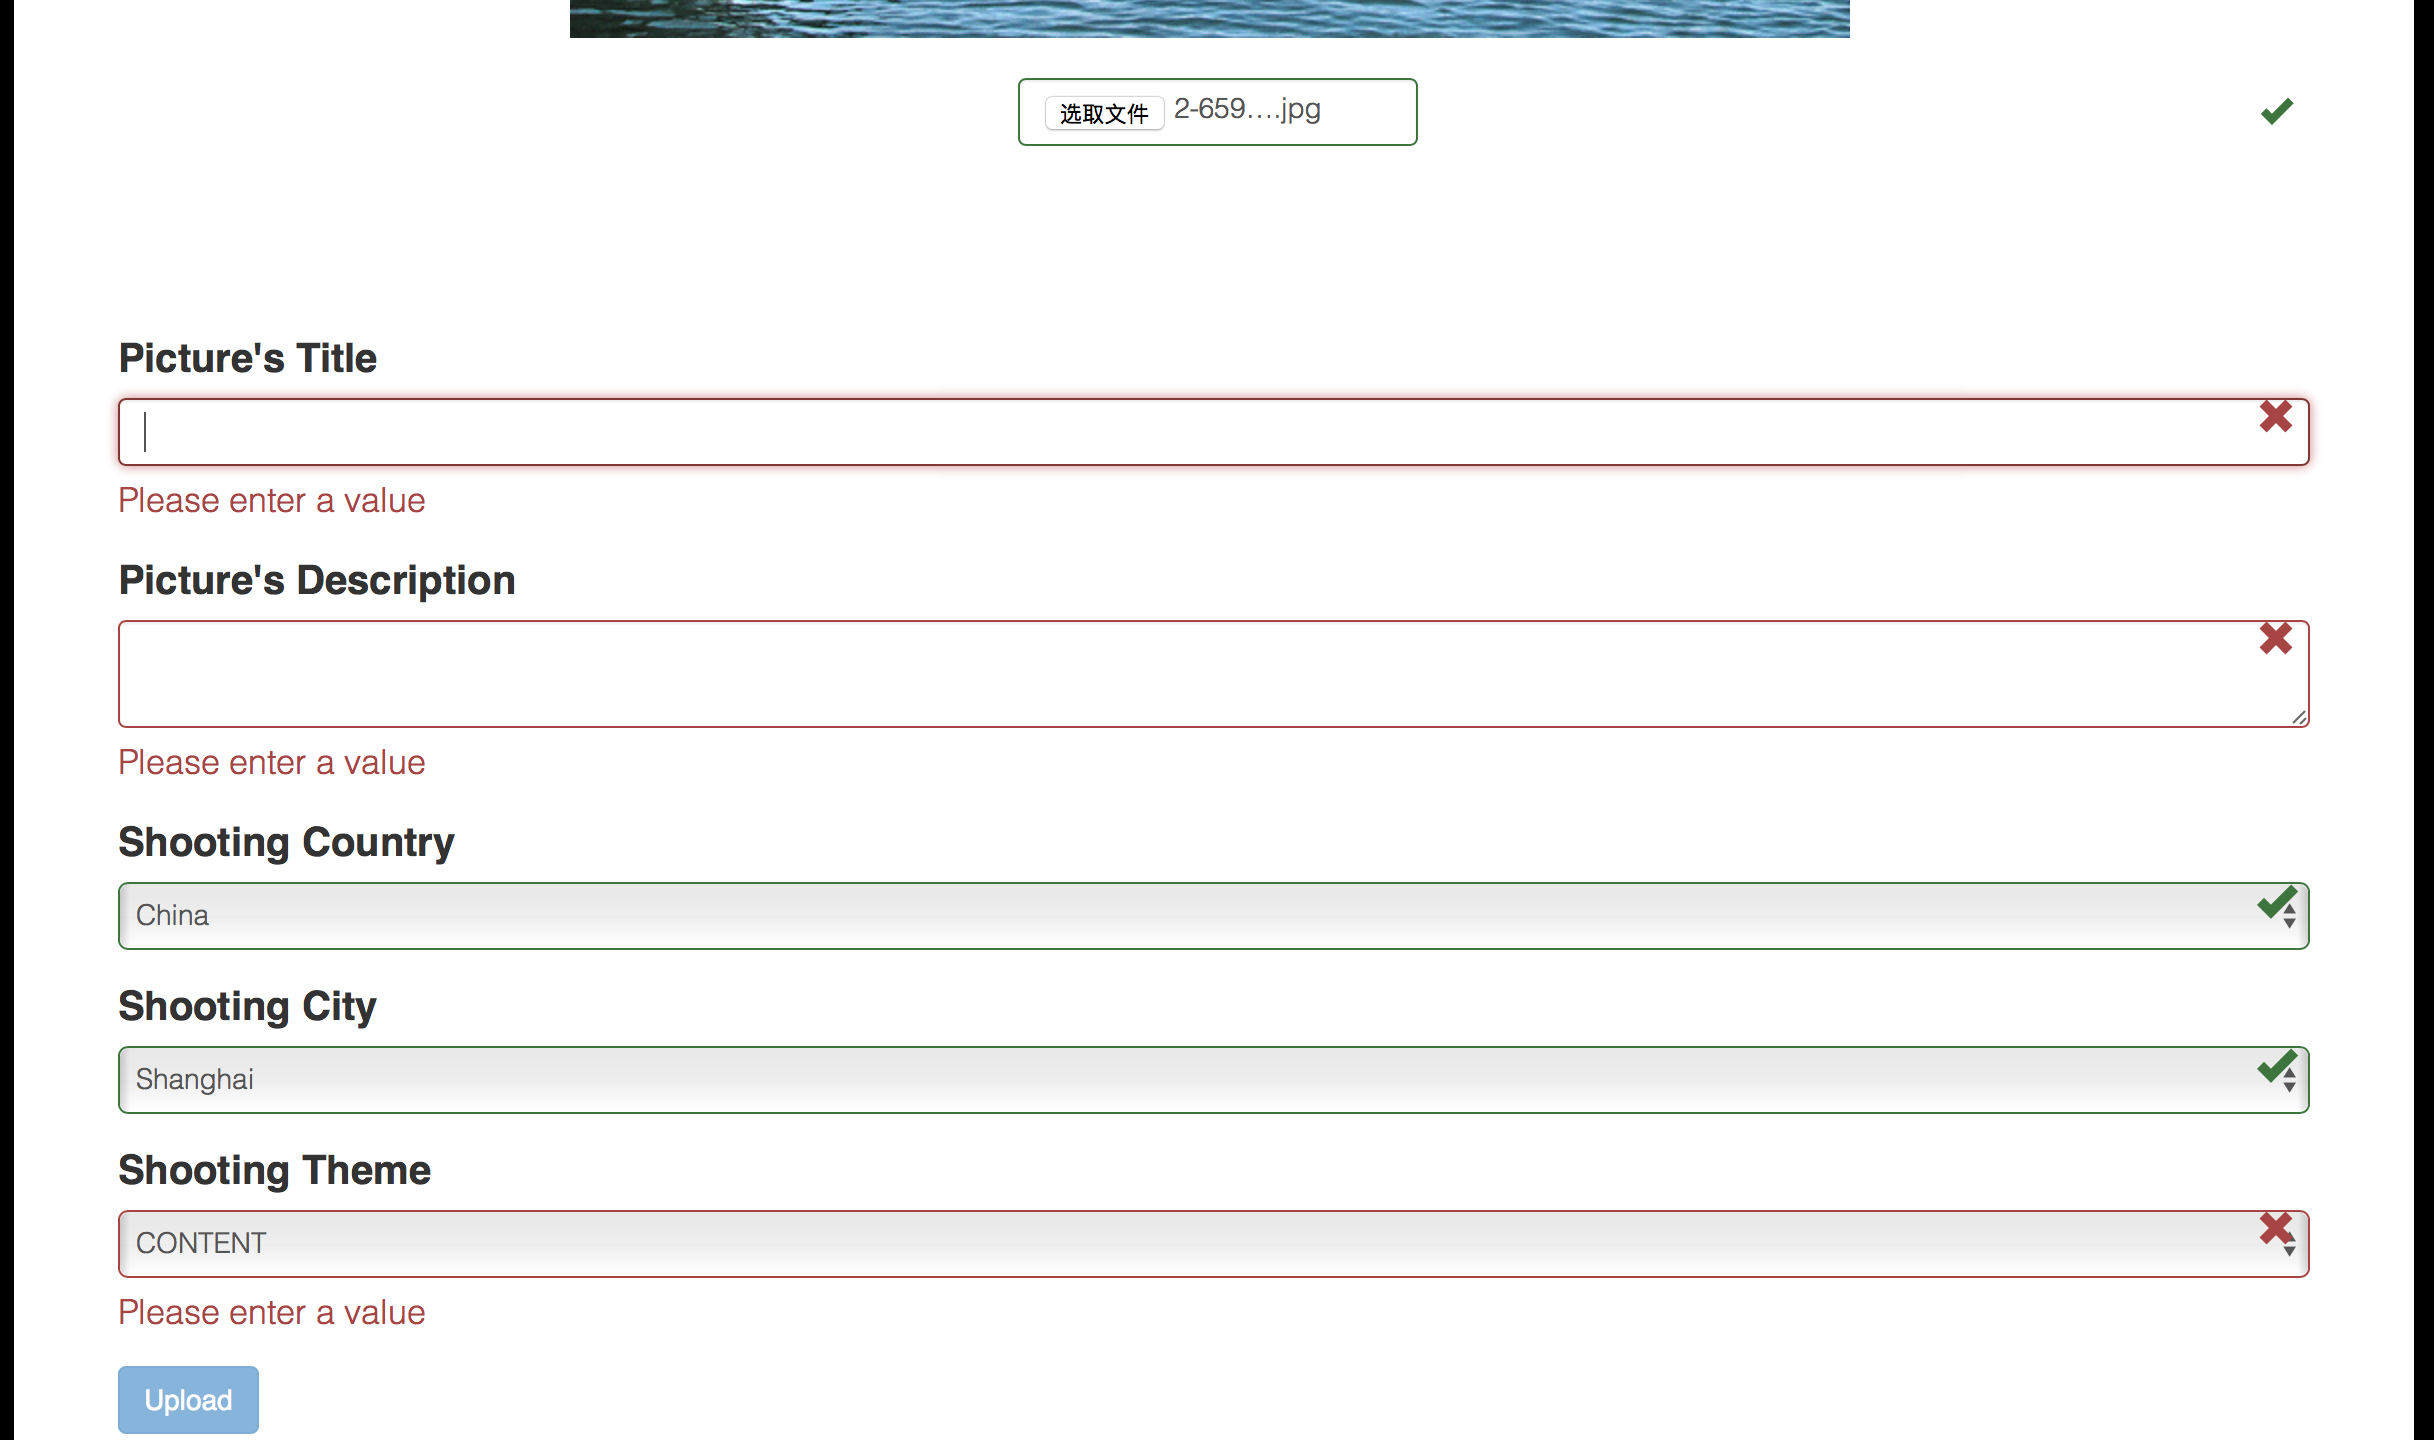 选取文件 2-659....jpg
Picture's Title
Please enter a value
Picture's Description
Please enter a value
Shooting Country
China
Shooting City
Shanghai
Shooting Theme
CONTENT
Please enter a value
Upload